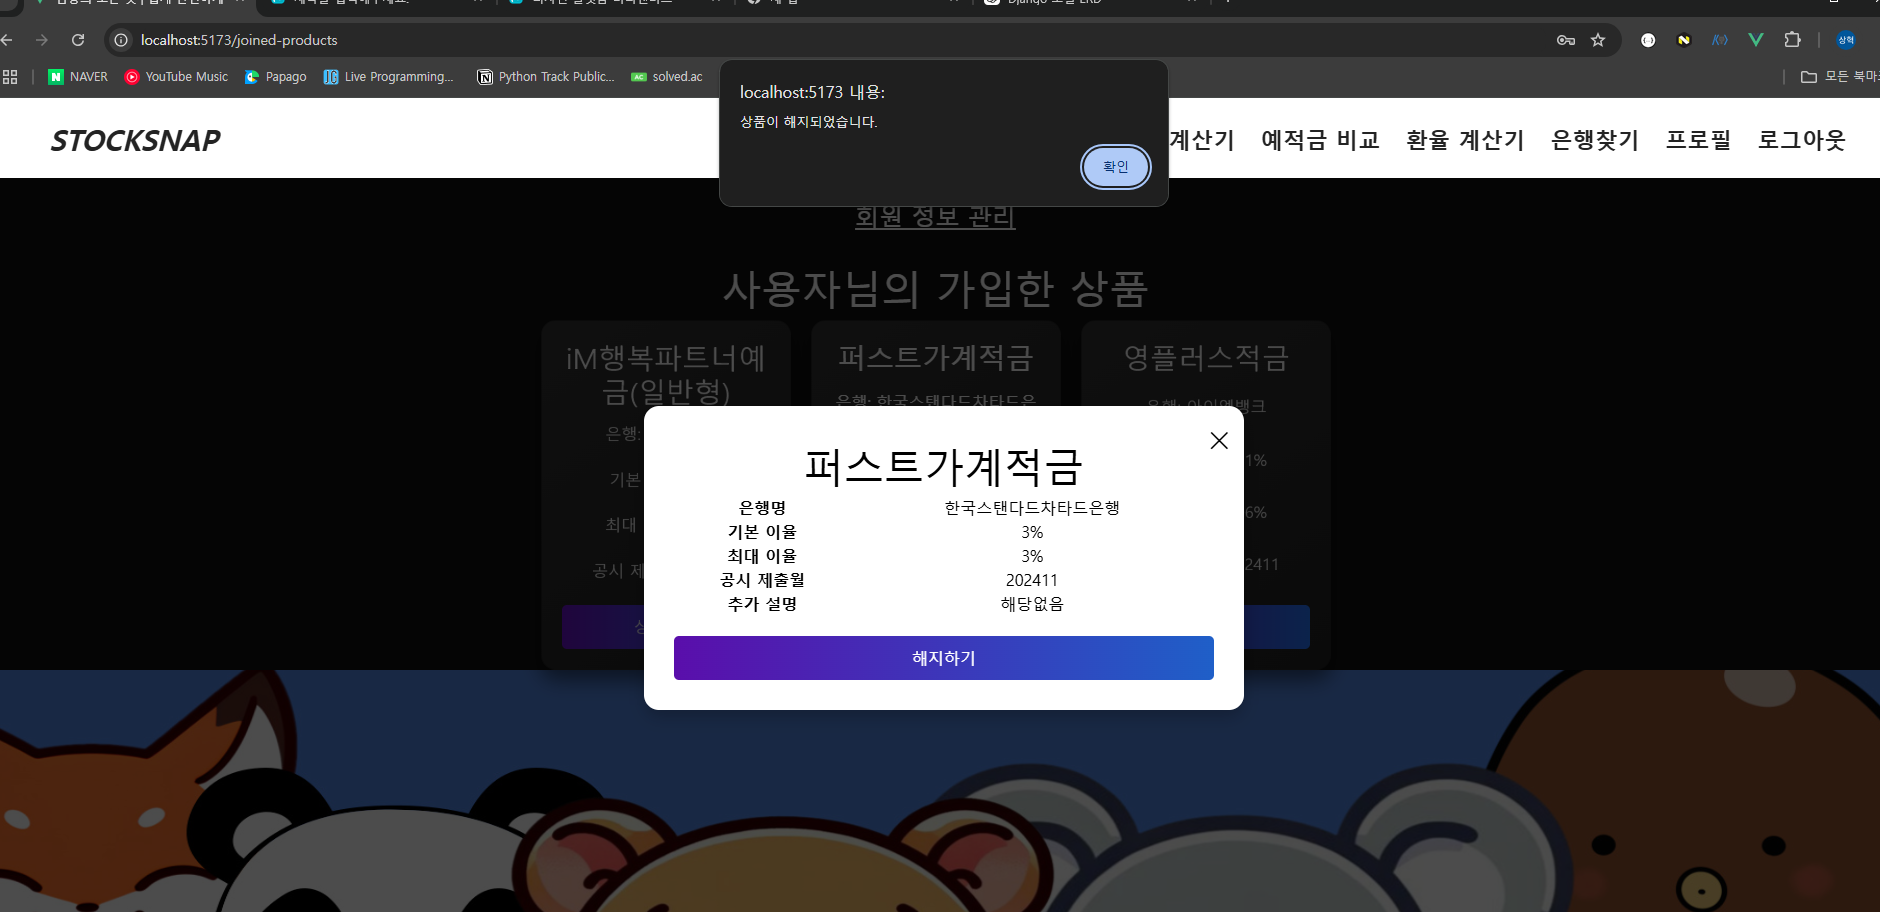 localhost:5173/joined-products
상혁
NAVER
YouTube Music
Papago
Live Programming...
Python Track Public...
solved.ac
모든 북마크
localhost:5173 내용:
상품이 해지되었습니다.
확인
STOCKSNAP
계산기
예적금 비교
환율 계산기
은행찾기
프로필
로그아웃
회원 정보 관리
사용자님의 가입한 상품
iM행복파트너예
금(일반형)
은행:
기본
최대
공시 제
퍼스트가계적금
은행: 한국스탠다드차타드은
영플러스적금
은행: 아이엠뱅크
1%
6%
2411
퍼스트가계적금
은행명 한국스탠다드차타드은행
기본 이율 3%
최대 이율 3%
공시 제출월 202411
추가 설명 해당없음
해지하기